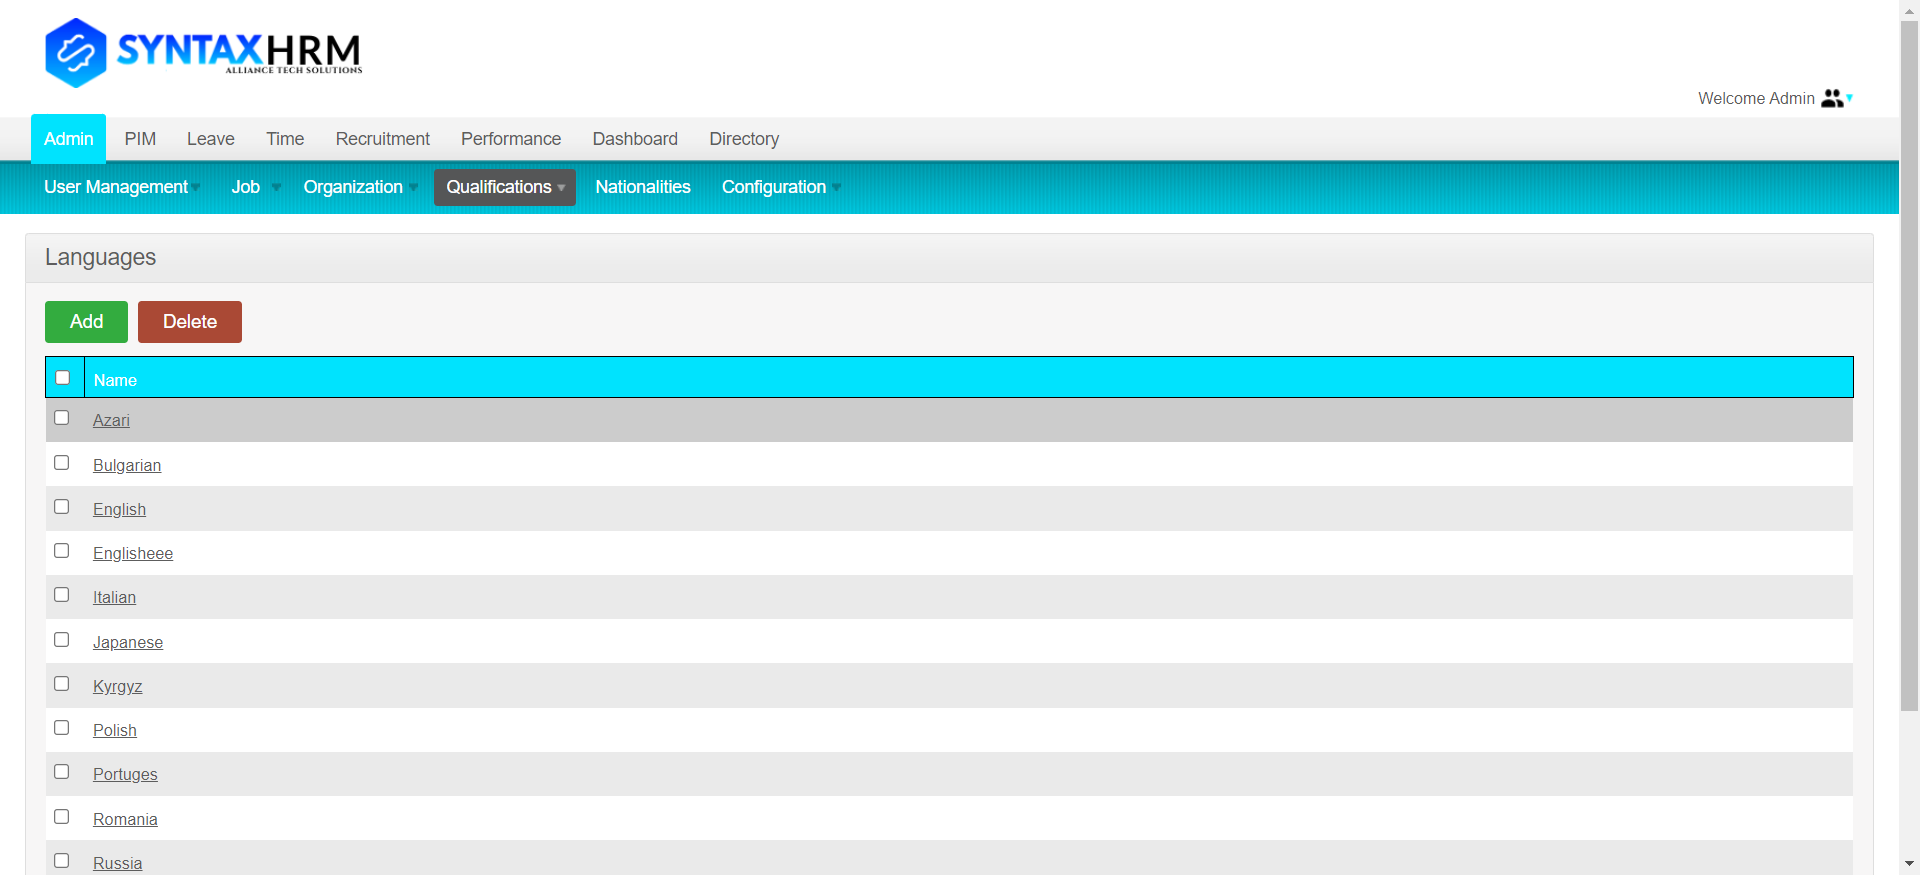 SYNTAXHRM
ALLIANCE TECH SOLUTIONS
Welcome Admin
Admin PIM Leave Time Recruitment Performance Dashboard Directory
User Management Job Organization Qualifications Nationalities Configuration
Languages
Add Delete
Name
Azari
Bulgarian
English
Englisheee
Italian
Japanese
Kyrgyz
Polish
Portuges
Romania
Russia